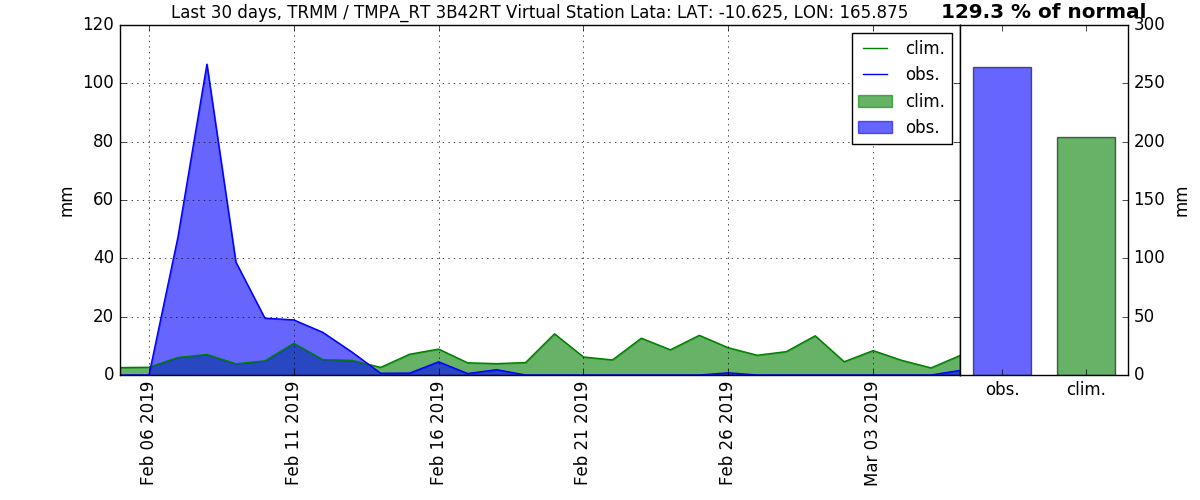 Last 30 days, TRMM / TMPA_RT 3B42RT Virtual Station Lata: LAT: -10.625, LON: 165.875
129.3 % of normal
120
100
80
60
40
20
0
mm
clim.
obs.
clim.
obs.
300
250
200
150
100
50
0
mm
Feb 06 2019
Feb 11 2019
Feb 16 2019
Feb 21 2019
Feb 26 2019
Mar 03 2019
obs.
clim.